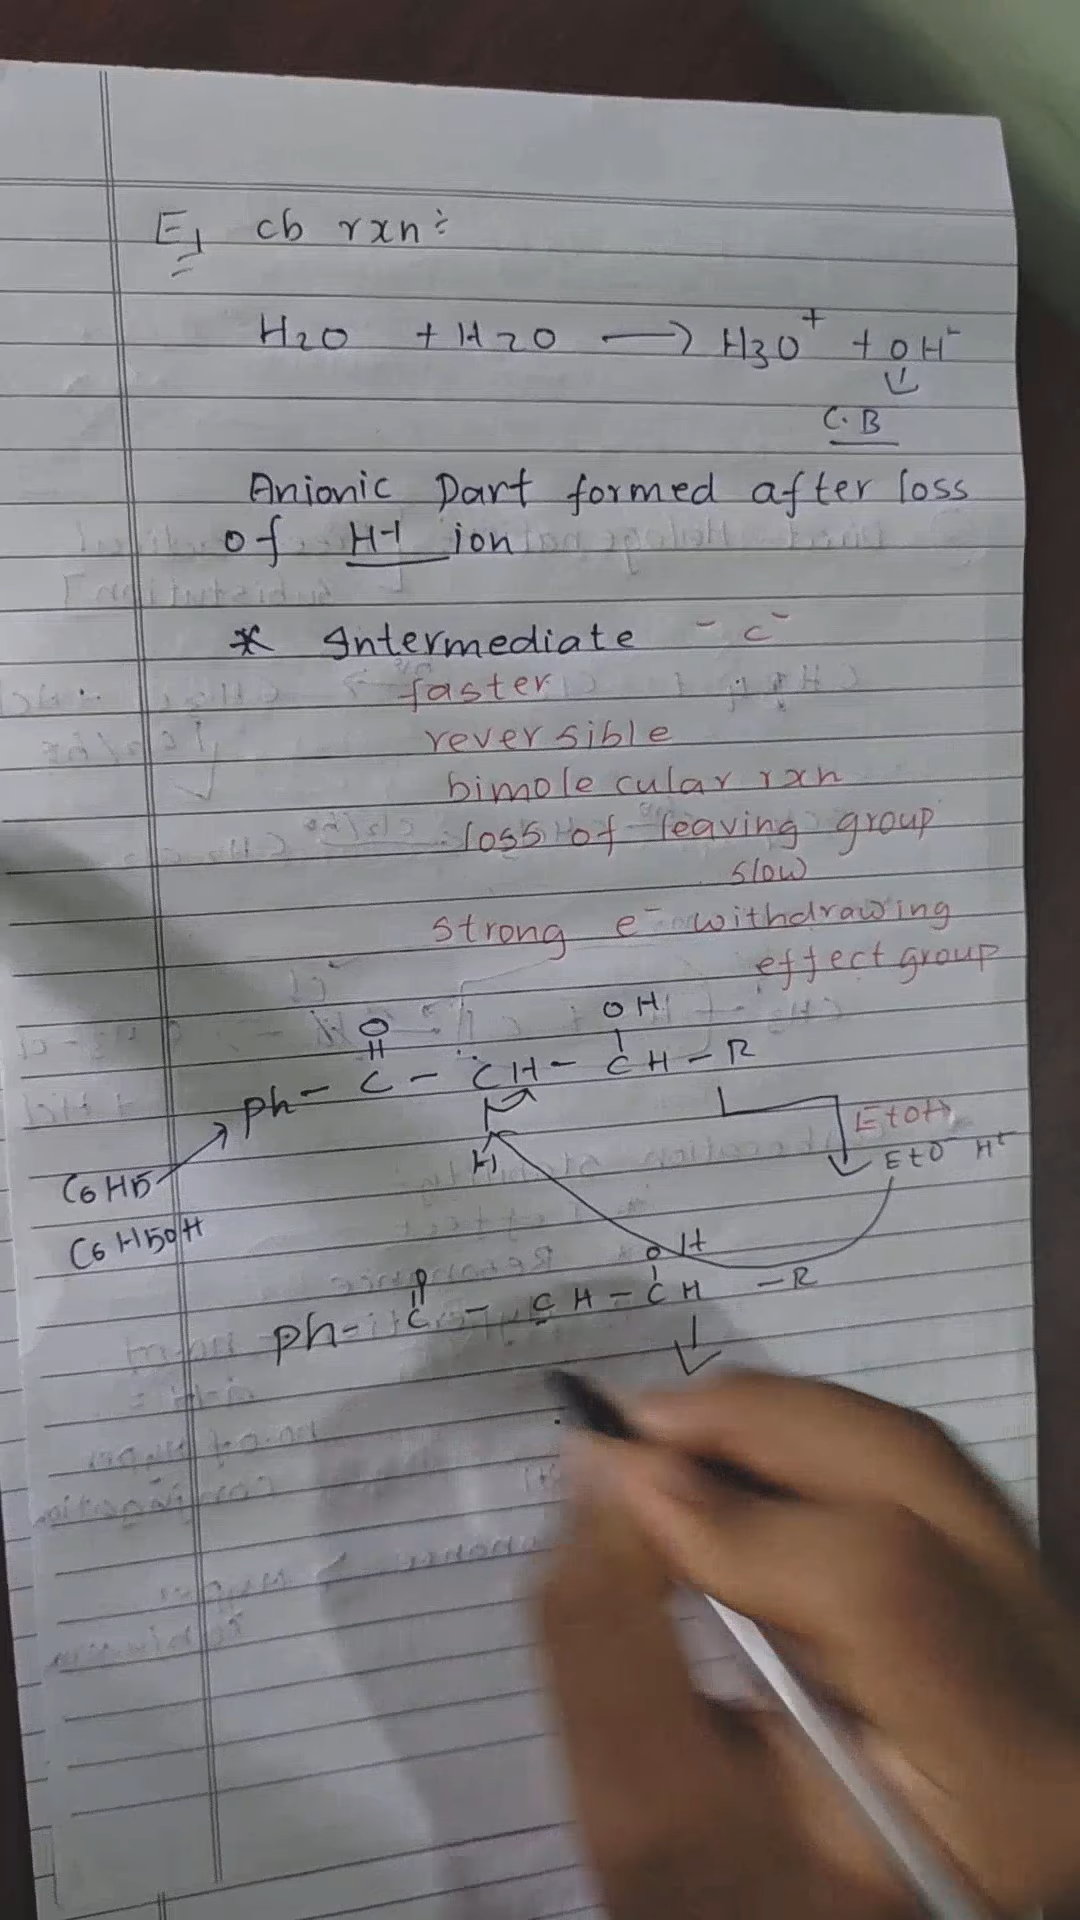 E1 cb rxn:
H2O + H2O → H3O+ + OH-
C.B
Anionic Part formed after loss
of H+ ion
* Intermediate - C-
faster
reversible
bimolecular rxn
loss of leaving group
slow
strong e- withdrawing
effect group
O OH
Ph - C - CH - CH - R
H
EtOH
EtO- H+
C6H5
C6H5OH
O OH
Ph - C - CH - CH - R